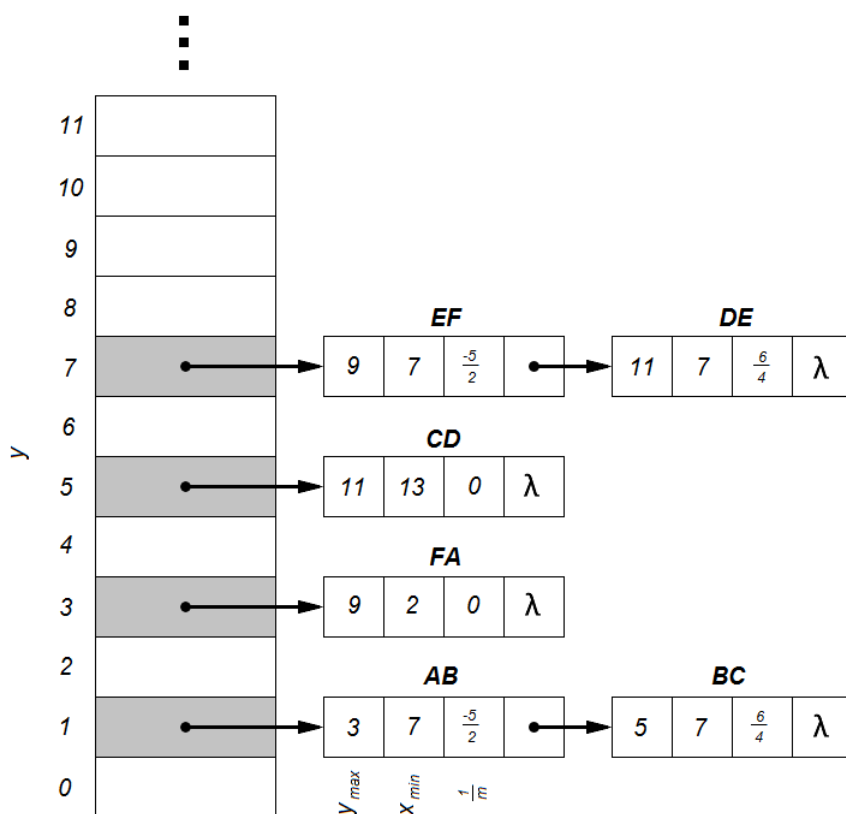 11
10
9
8
EF DE
7 9 7 -5/2 11 7 6/4 λ
6
CD
y
5 11 13 0 λ
4
FA
3 9 2 0 λ
2
AB BC
1 3 7 -5/2 5 7 6/4 λ
0 y max x min 1/m